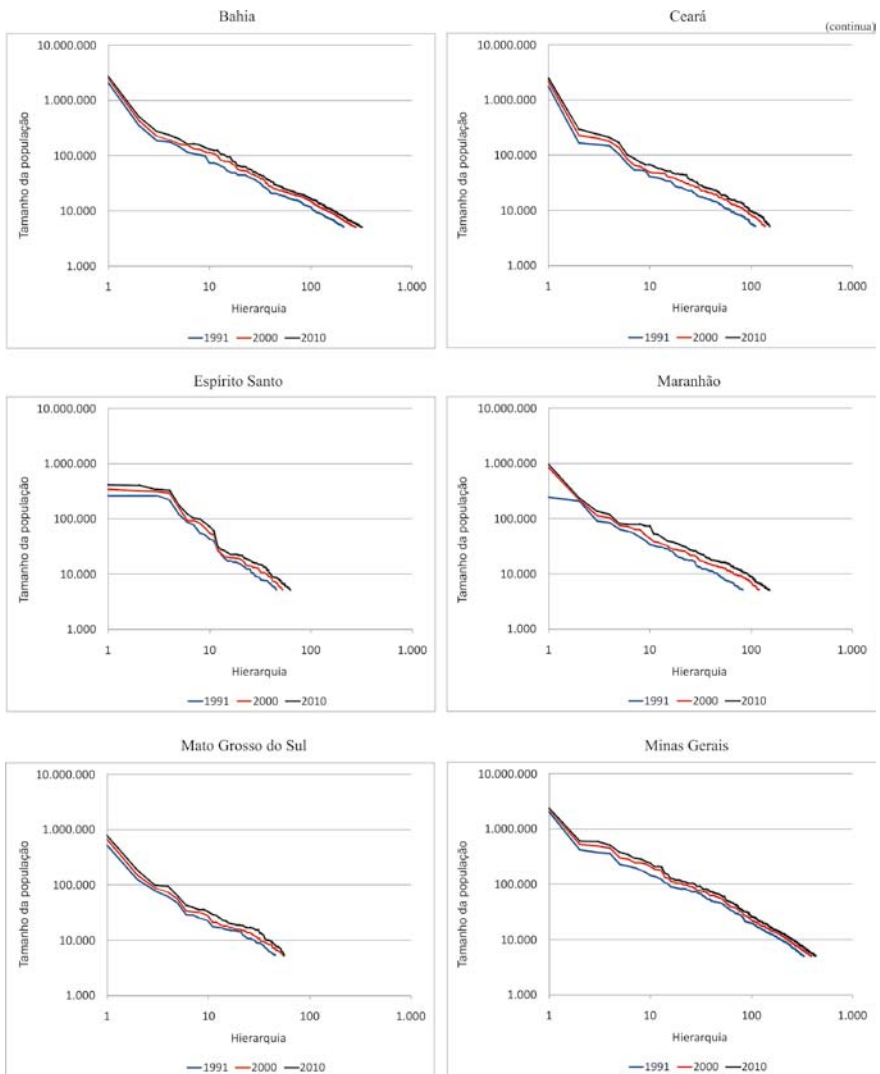 Bahia
Ceará
(continua)
10.000.000
1.000.000
100.000
10.000
1.000
Tamanho da população
1 10 100 1.000
Hierarquia
1991 2000 2010
10.000.000
1.000.000
100.000
10.000
1.000
Tamanho da população
1 10 100 1.000
Hierarquia
1991 2000 2010
Espírito Santo
Maranhão
10.000.000
1.000.000
100.000
10.000
1.000
Tamanho da população
1 10 100 1.000
Hierarquia
1991 2000 2010
10.000.000
1.000.000
100.000
10.000
1.000
Tamanho da população
1 10 100 1.000
Hierarquia
1991 2000 2010
Mato Grosso do Sul
Minas Gerais
10.000.000
1.000.000
100.000
10.000
1.000
Tamanho da população
1 10 100 1.000
Hierarquia
1991 2000 2010
10.000.000
1.000.000
100.000
10.000
1.000
Tamanho da população
1 10 100 1.000
Hierarquia
1991 2000 2010